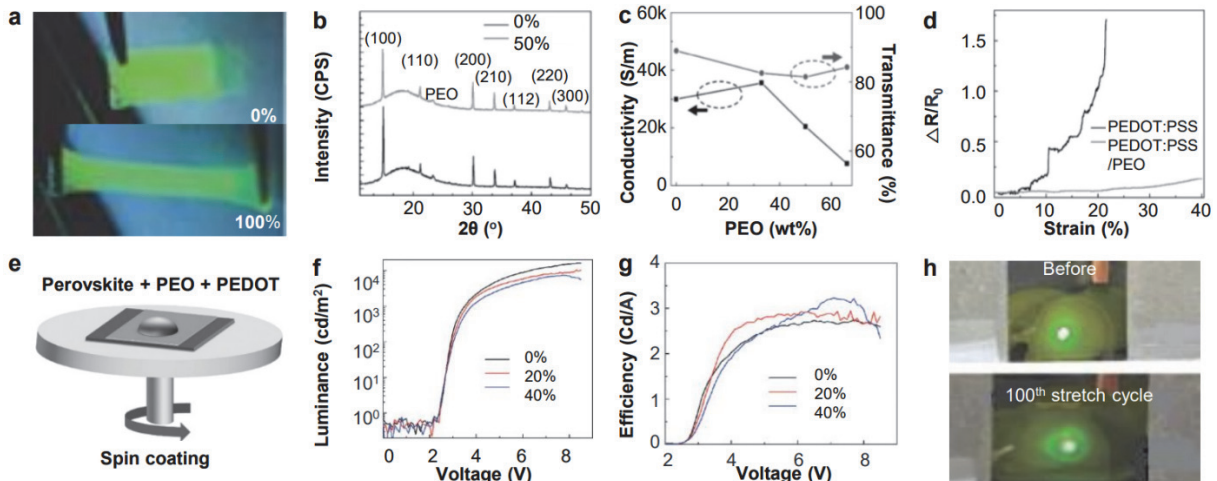 a
0%
100%
b
Intensity (CPS)
0%
50%
(100)
(110)
PEO
(200)
(210)
(112)
(220)
(300)
10 20 30 40 50
2θ (°)
c
Conductivity (S/m)
60k
40k
20k
0
100
80
60
Transmittance (%)
0 20 40 60
PEO (wt%)
d
△R/R0
1.5
1.0
0.5
0.0
PEDOT:PSS
PEDOT:PSS
/PEO
0 10 20 30 40
Strain (%)
e
Perovskite + PEO + PEDOT
Spin coating
f
Luminance (cd/m²)
10⁴
10³
10²
10¹
10⁰
0%
20%
40%
0 2 4 6 8
Voltage (V)
g
Efficiency (Cd/A)
4
3
2
1
0
0%
20%
40%
2 3 4 5 6 7 8 9
Voltage (V)
h
Before
100th stretch cycle